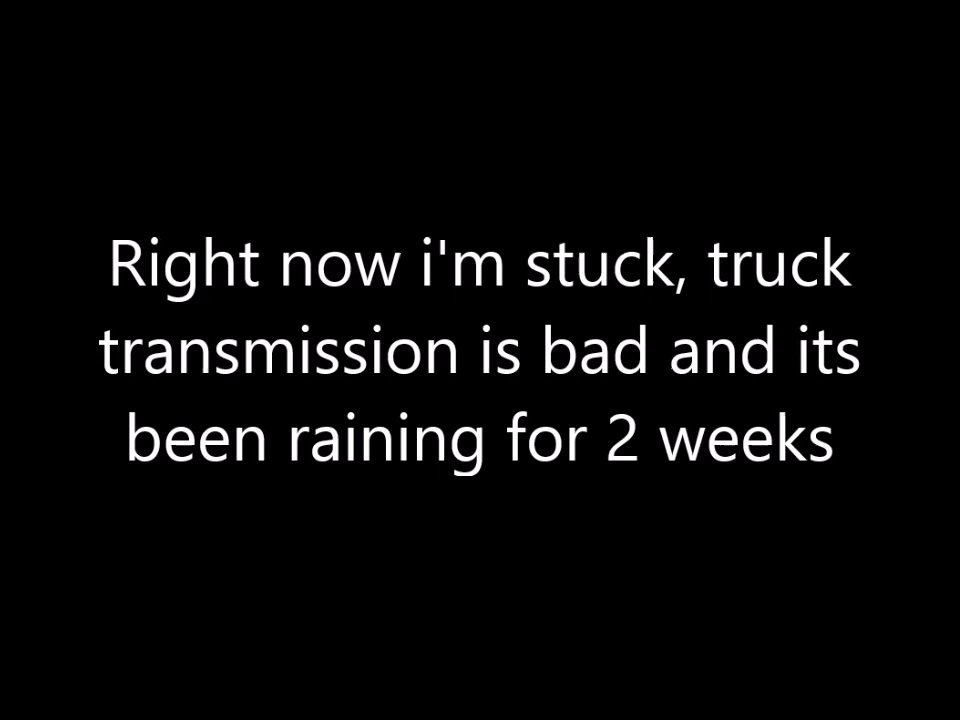 Right now i'm stuck, truck
transmission is bad and its
been raining for 2 weeks